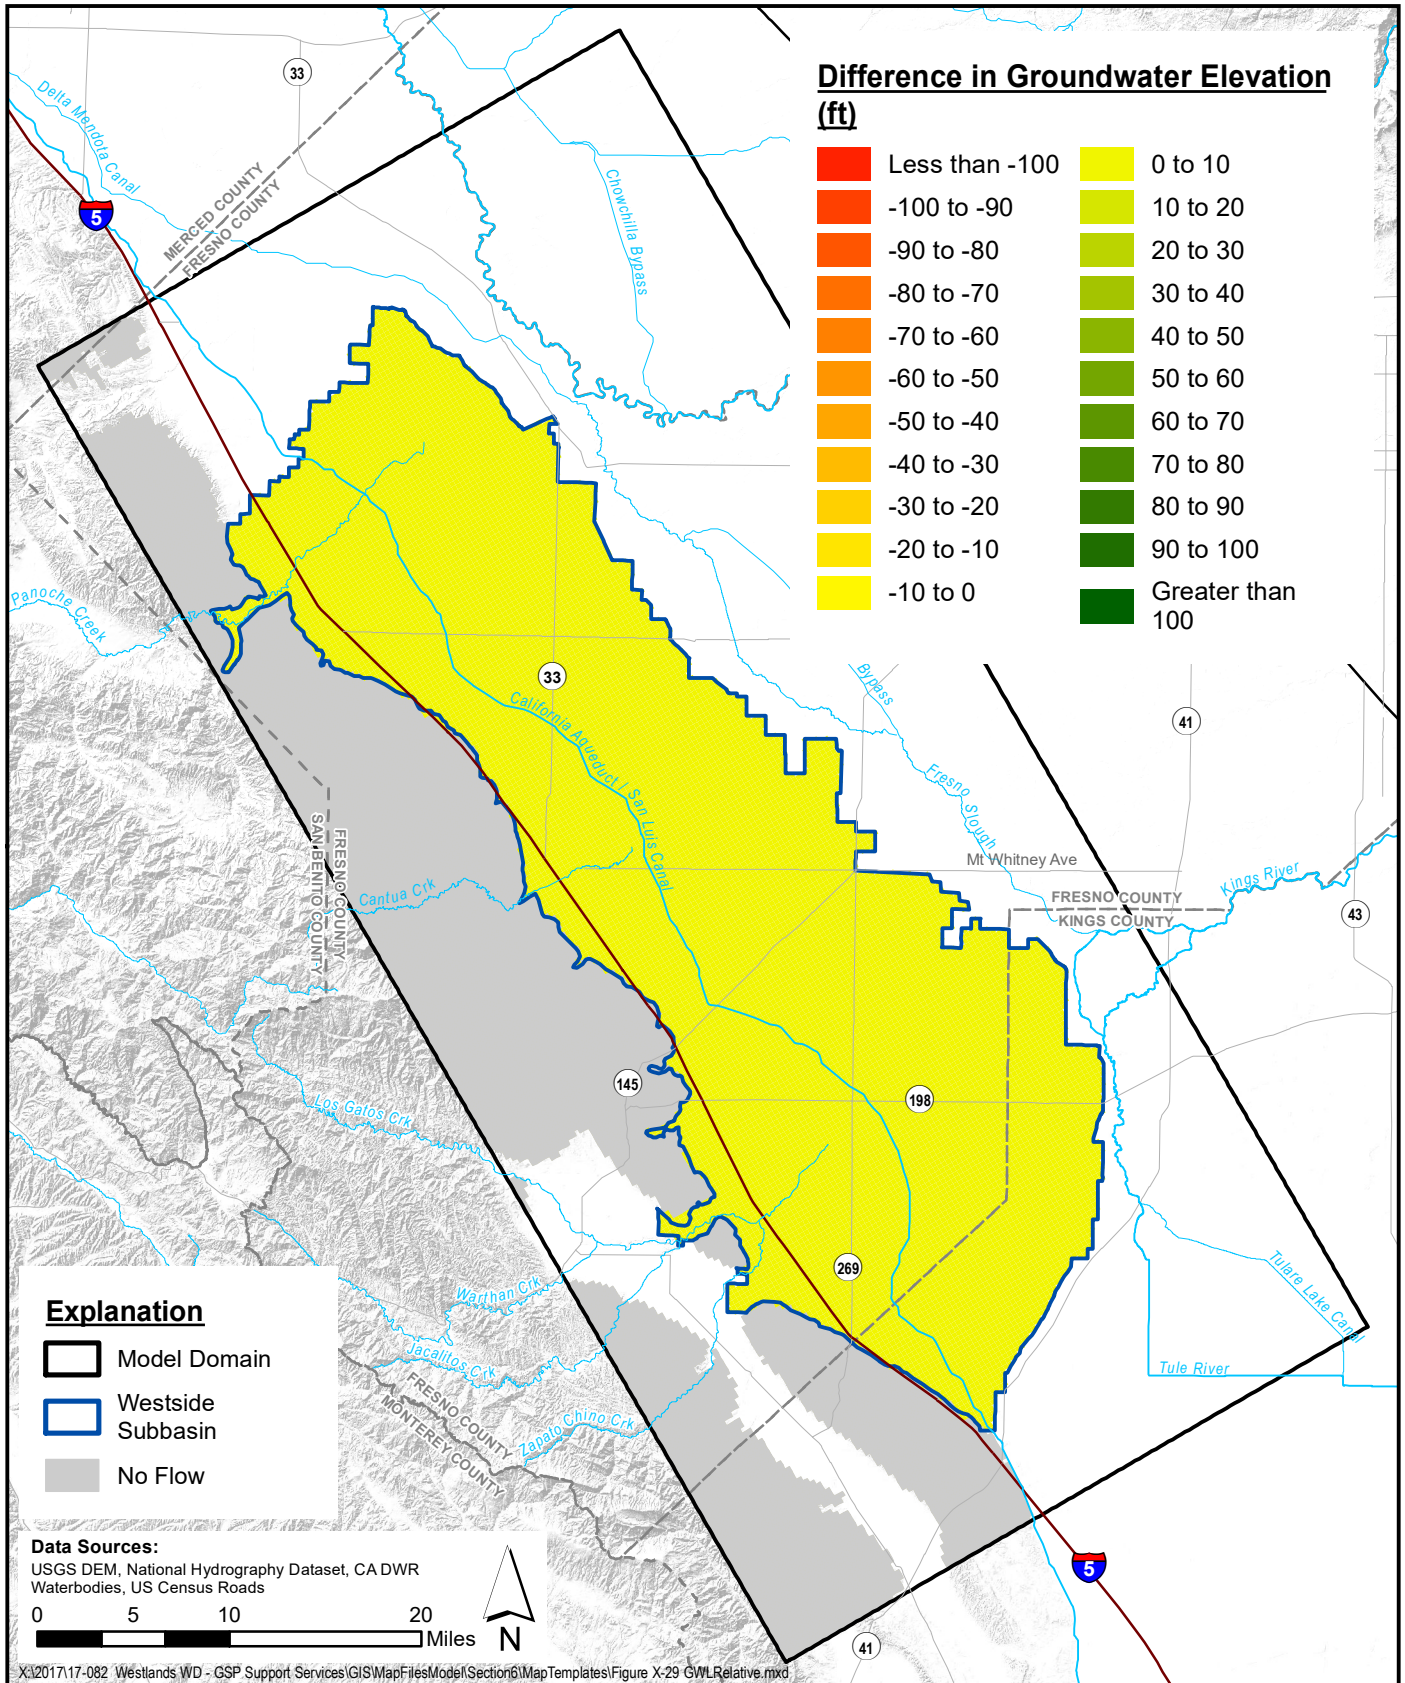 Difference in Groundwater Elevation
(ft)
Less than -100
-100 to -90
-90 to -80
-80 to -70
-70 to -60
-60 to -50
-50 to -40
-40 to -30
-30 to -20
-20 to -10
-10 to 0
0 to 10
10 to 20
20 to 30
30 to 40
40 to 50
50 to 60
60 to 70
70 to 80
80 to 90
90 to 100
Greater than
100
33
Delta Mendota Canal
5
MERCED COUNTY
FRESNO COUNTY
Chowchilla Bypass
Panoche Creek
33
California Aqueduct / San Luis Canal
Bypass
41
Fresno Slough
Mt Whitney Ave
Kings River
FRESNO COUNTY
KINGS COUNTY
43
SAN BENITO COUNTY
FRESNO COUNTY
Cantua Crk
145
198
Los Gatos Crk
269
Warthan Crk
Jacalitos Crk
Zapato Chino Crk
FRESNO COUNTY
MONTEREY COUNTY
Tulare Lake Canal
Tule River
5
41
Explanation
Model Domain
Westside
Subbasin
No Flow
Data Sources:
USGS DEM, National Hydrography Dataset, CA DWR
Waterbodies, US Census Roads
0 5 10 20
Miles
N
X:\2017\17-082 Westlands WD - GSP Support Services\GIS\MapFilesModel\Section6\MapTemplates\Figure X-29 GWLRelative.mxd